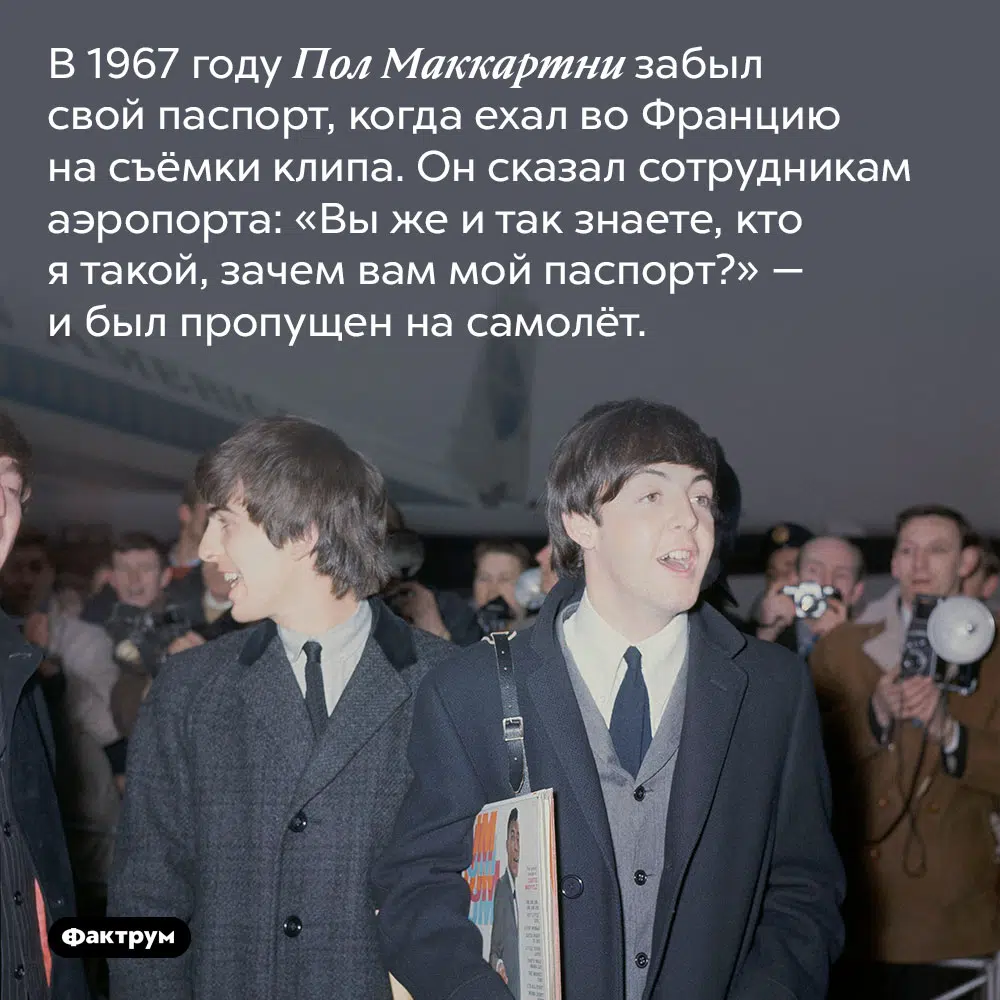 В 1967 году Пол Маккартни забыл
свой паспорт, когда ехал во Францию
на съёмки клипа. Он сказал сотрудникам
аэропорта: «Вы же и так знаете, кто
я такой, зачем вам мой паспорт?» —
и был пропущен на самолёт.
Фактрум